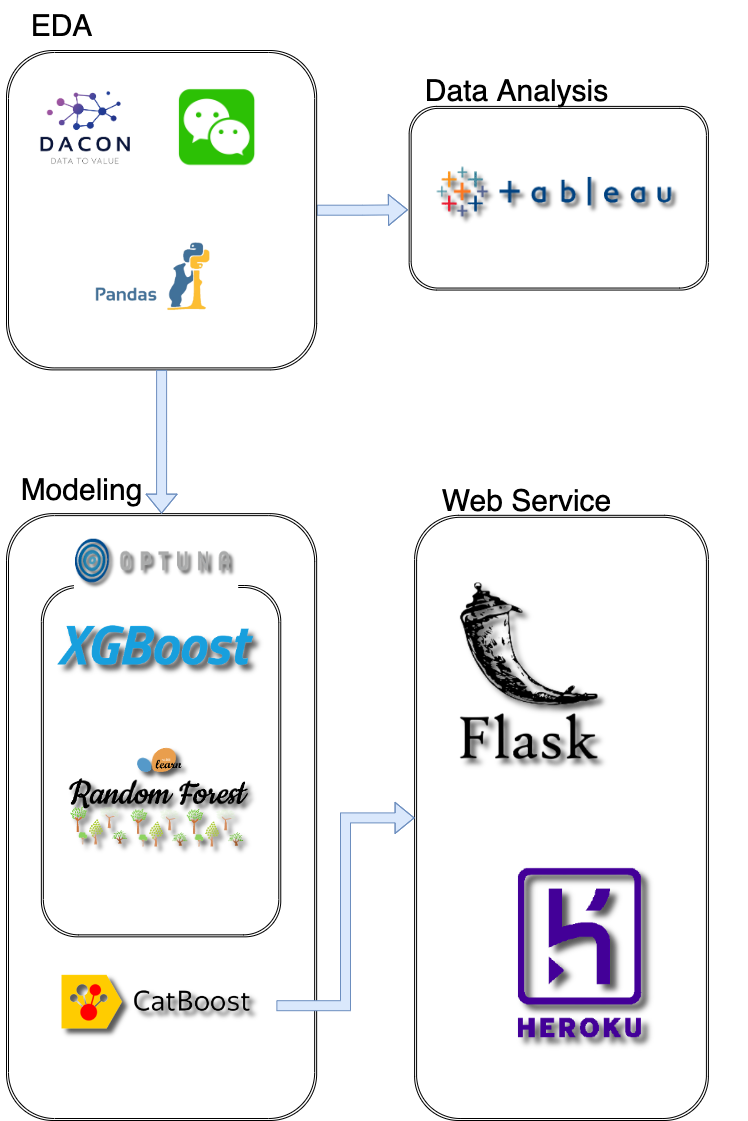 EDA
DACON
DATA TO VALUE
Pandas
Data Analysis
+ableau
Modeling
OPTUNA
XGBoost
learn
Random Forest
CatBoost
Web Service
Flask
HEROKU